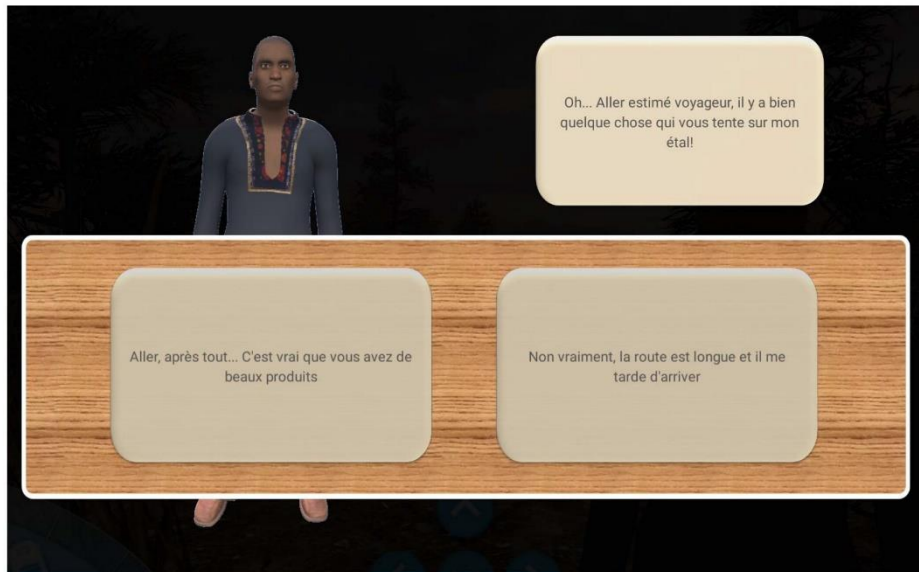 Oh... Aller estimé voyageur, il y a bien
quelque chose qui vous tente sur mon
étal!
Aller, après tout... C'est vrai que vous avez de
beaux produits
Non vraiment, la route est longue et il me
tarde d'arriver